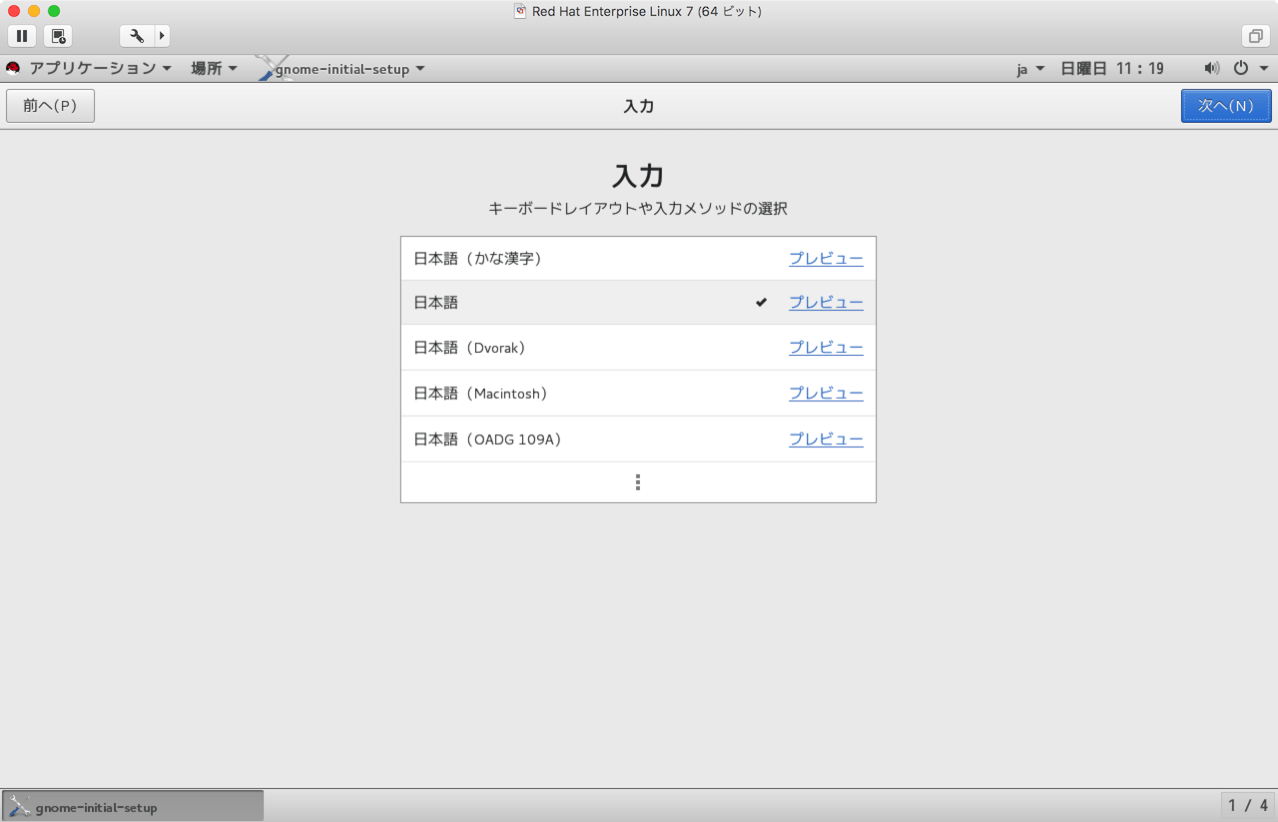 Red Hat Enterprise Linux 7 (64 ビット)
アプリケーション 場所 gnome-initial-setup ja 日曜日 11：19
前へ(P) 入力 次へ(N)
入力
キーボードレイアウトや入力メソッドの選択
日本語（かな漢字） プレビュー
日本語 プレビュー
日本語（Dvorak） プレビュー
日本語（Macintosh） プレビュー
日本語（OADG 109A） プレビュー
gnome-initial-setup 1 / 4